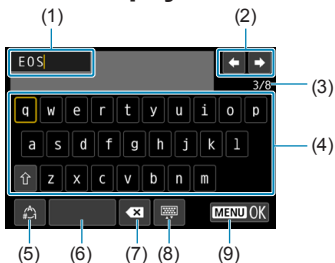 (1) (2)
EOS
3/8 (3)
q w e r t y u i o p
(4)
a s d f g h j k l
z x c v b n m
MENU OK
(5) (6) (7) (8) (9)